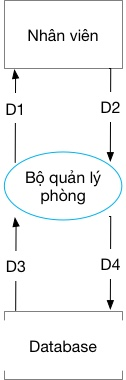 Nhân viên
D1
D2
Bộ quản lý
phòng
D3
D4
Database